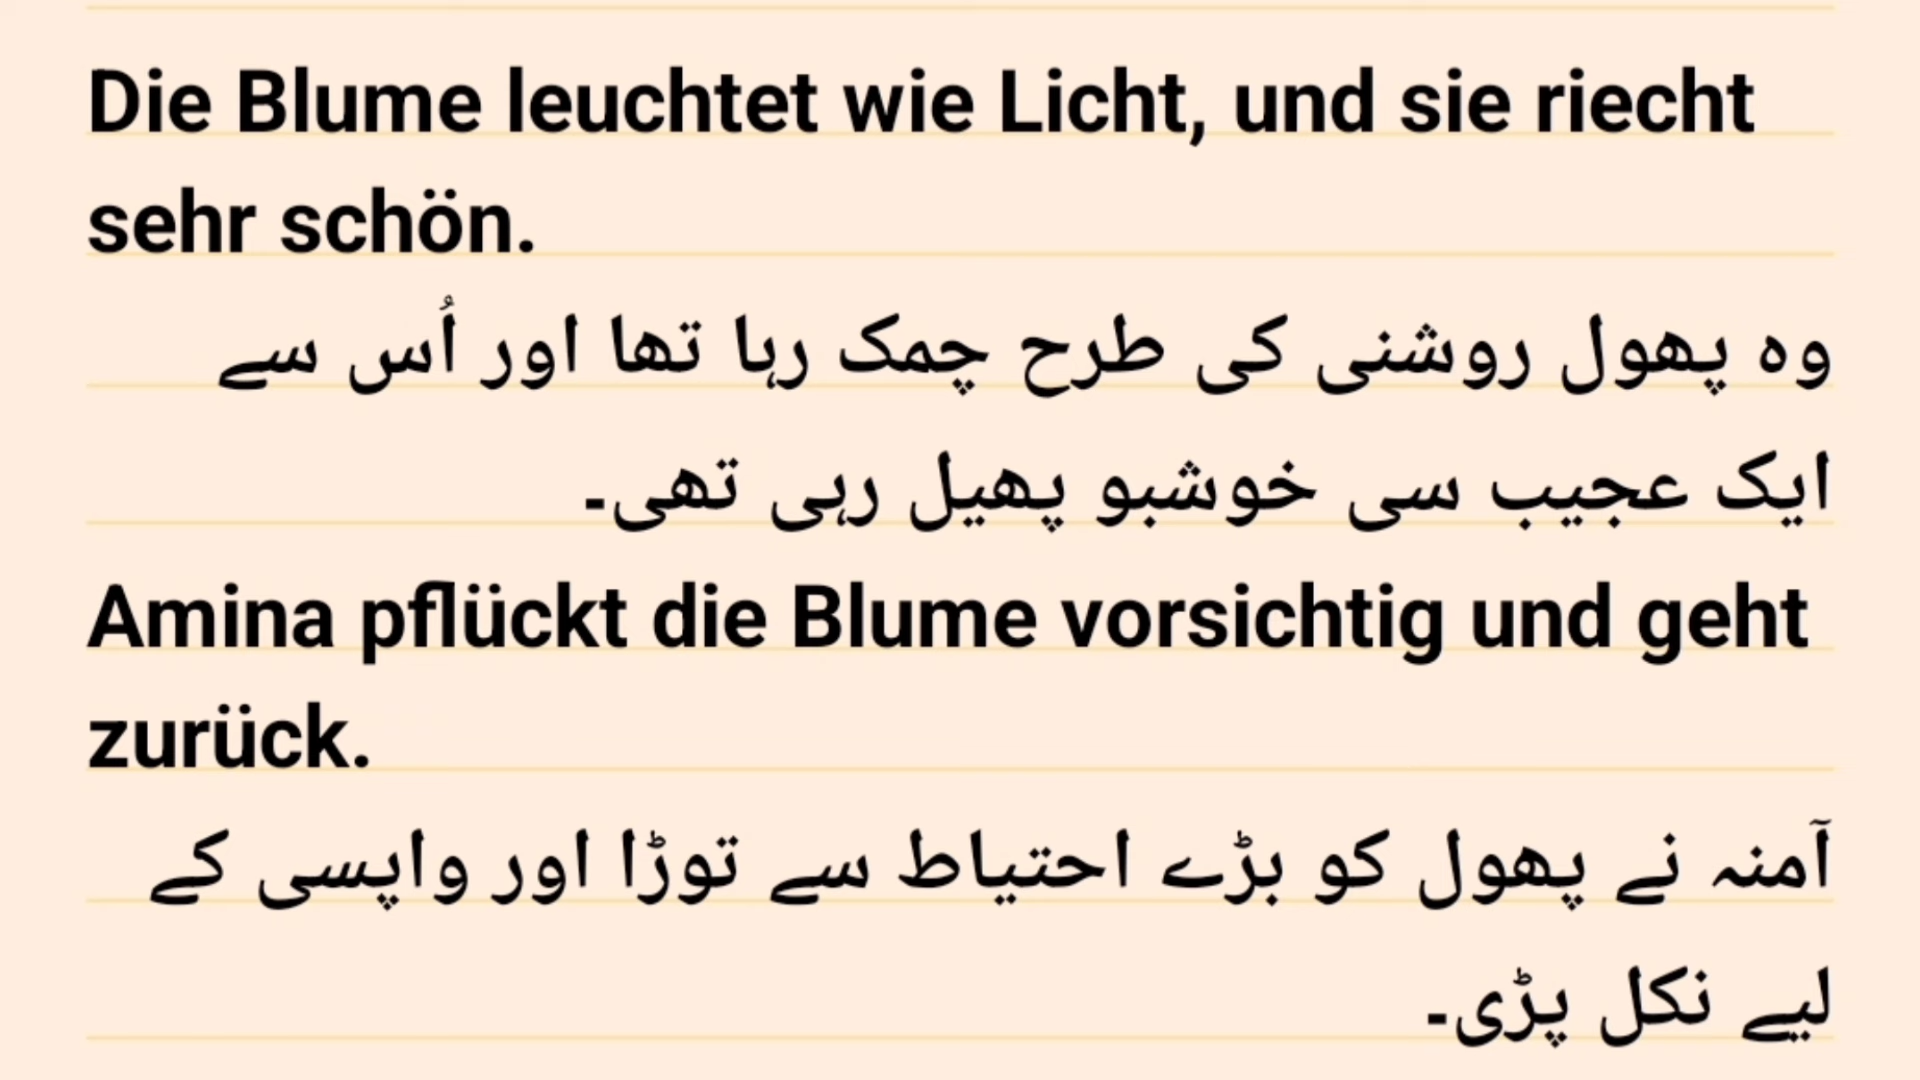 Die Blume leuchtet wie Licht, und sie riecht
sehr schön.
وہ پھول روشنی کی طرح چمک رہا تھا اور اُس سے
ایک عجیب سی خوشبو پھیل رہی تھی۔
Amina pflückt die Blume vorsichtig und geht
zurück.
آمنہ نے پھول کو بڑے احتیاط سے توڑا اور واپسی کے
لیے نکل پڑی۔